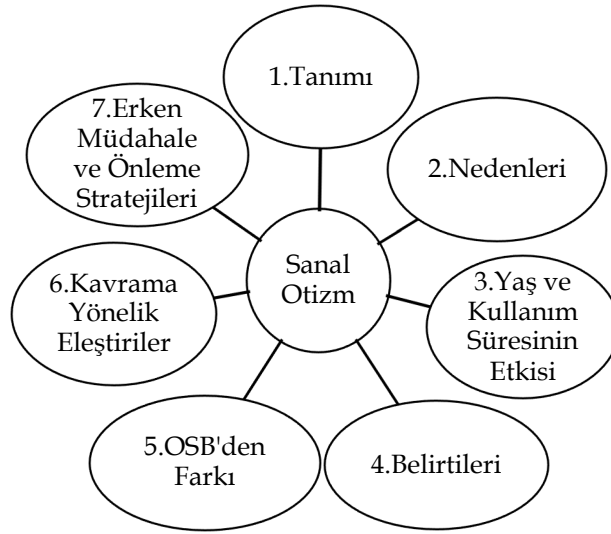 1.Tanımı
2.Nedenleri
3.Yaş ve
Kullanım
Süresinin
Etkisi
4.Belirtileri
5.OSB'den
Farkı
6.Kavrama
Yönelik
Eleştiriler
7.Erken
Müdahale
ve Önleme
Stratejileri
Sanal
Otizm